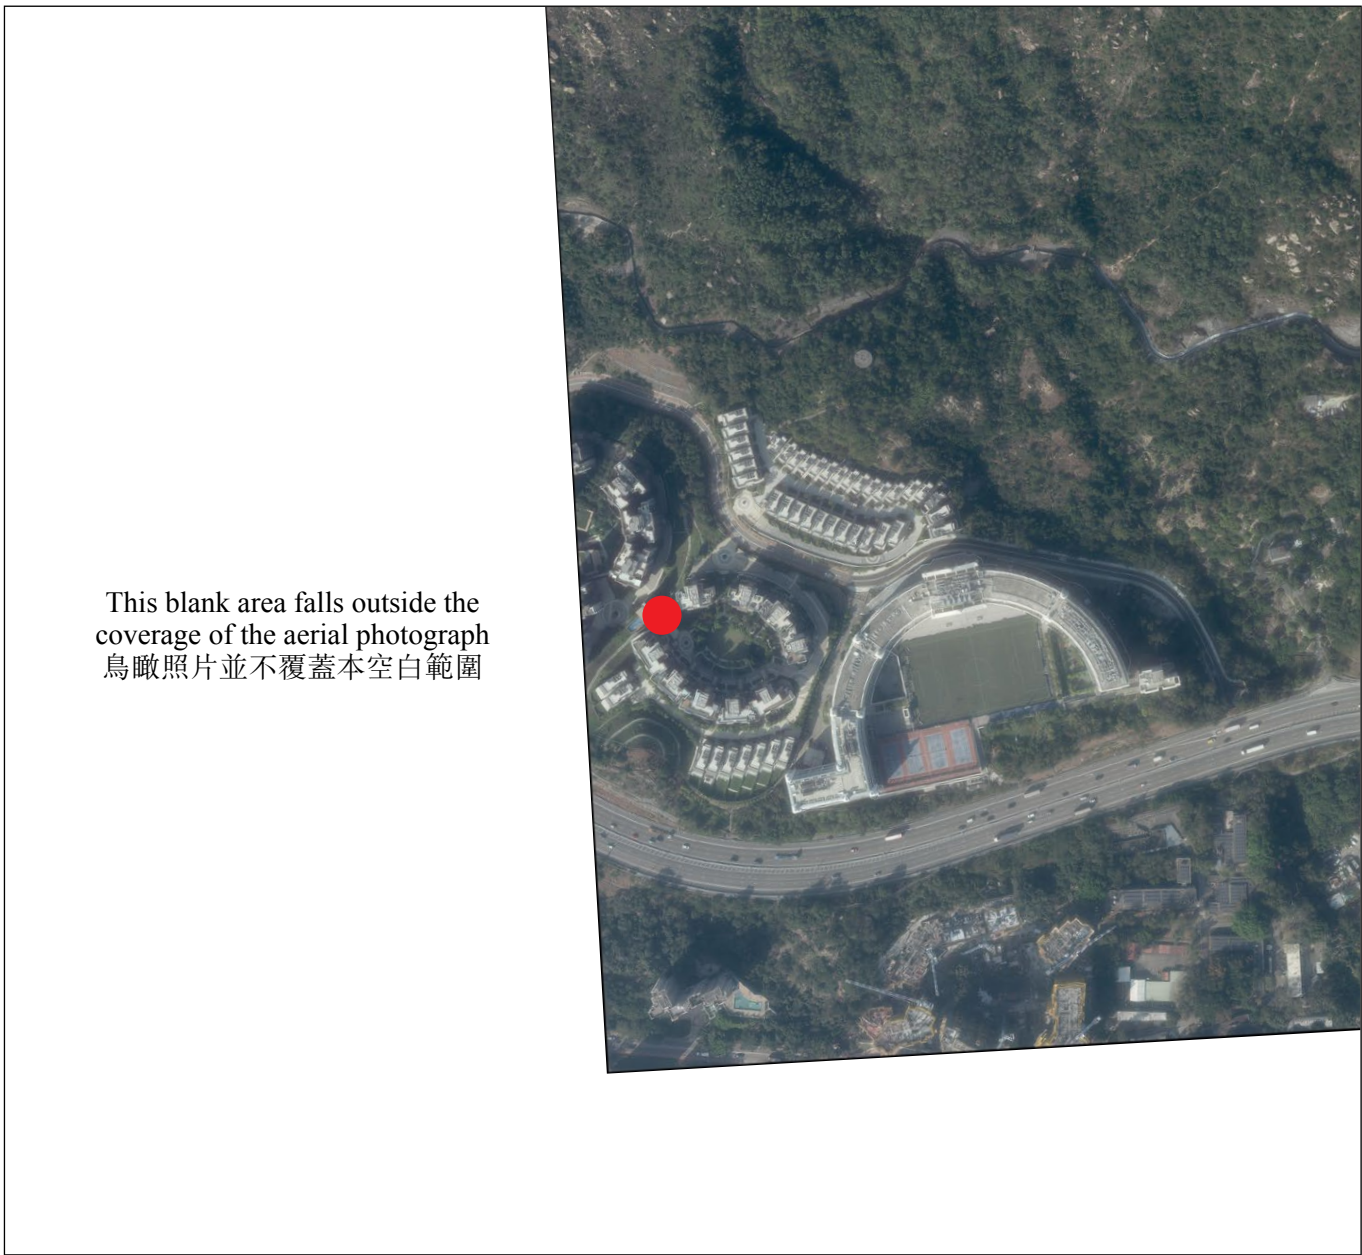 This blank area falls outside the
coverage of the aerial photograph
鳥瞰照片並不覆蓋本空白範圍